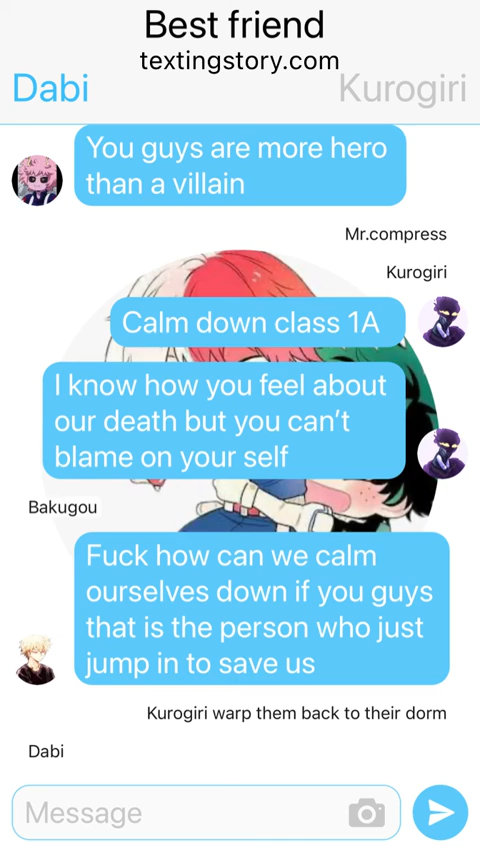 Best friend
textingstory.com
Dabi
Kurogiri
You guys are more hero
than a villain
Mr.compress
Kurogiri
Calm down class 1A
I know how you feel about
our death but you can't
blame on your self
Bakugou
Fuck how can we calm
ourselves down if you guys
that is the person who just
jump in to save us
Kurogiri warp them back to their dorm
Dabi
Message